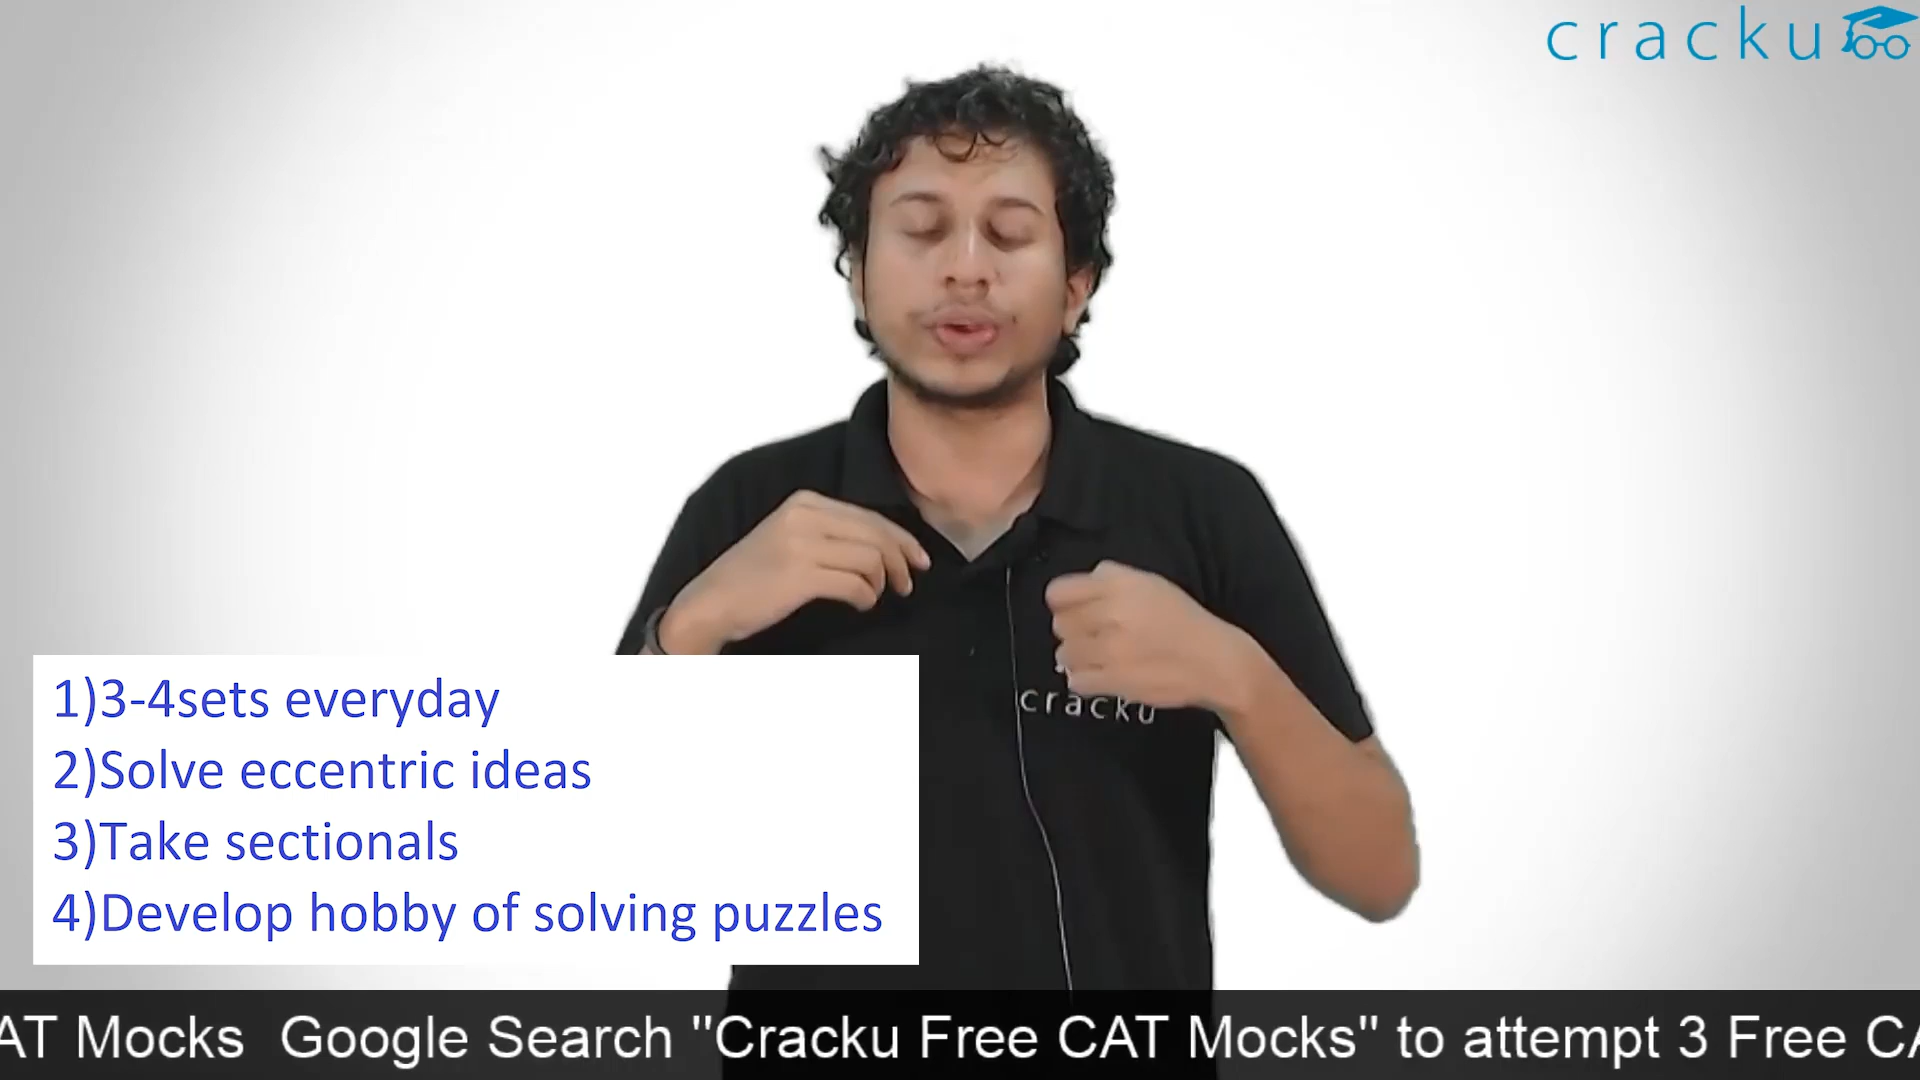 cracku
cracku
1)3-4sets everyday
2)Solve eccentric ideas
3)Take sectionals
4)Develop hobby of solving puzzles
AT Mocks Google Search "Cracku Free CAT Mocks" to attempt 3 Free CA